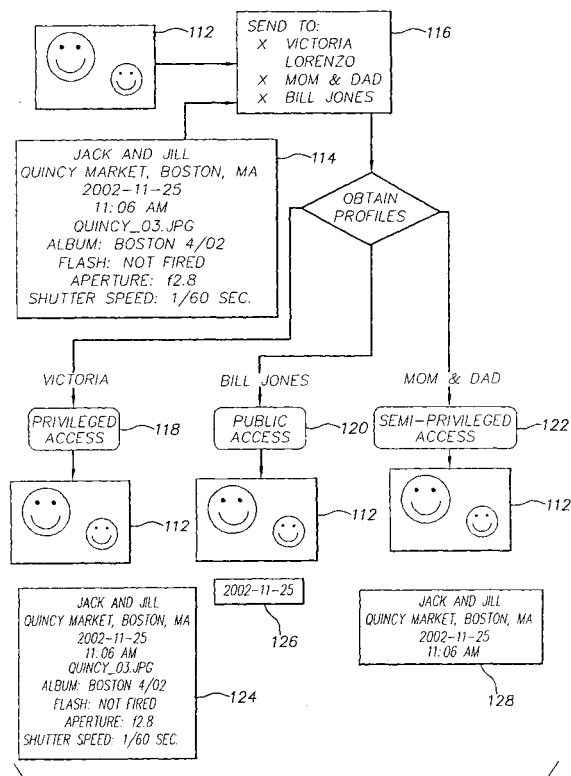 112
SEND TO:
X VICTORIA
LORENZO
X MOM & DAD
X BILL JONES
116
JACK AND JILL
QUINCY MARKET, BOSTON, MA
2002-11-25
11:06 AM
QUINCY_03.JPG
ALBUM: BOSTON 4/02
FLASH: NOT FIRED
APERTURE: f2.8
SHUTTER SPEED: 1/60 SEC.
114
OBTAIN
PROFILES
VICTORIA
BILL JONES
MOM & DAD
PRIVILEGED
ACCESS
118
PUBLIC
ACCESS
120
SEMI-PRIVILEGED
ACCESS
122
112
112
112
JACK AND JILL
QUINCY MARKET, BOSTON, MA
2002-11-25
11:06 AM
QUINCY_03.JPG
ALBUM: BOSTON 4/02
FLASH: NOT FIRED
APERTURE: f2.8
SHUTTER SPEED: 1/60 SEC.
124
2002-11-25
126
JACK AND JILL
QUINCY MARKET, BOSTON, MA
2002-11-25
11:06 AM
128